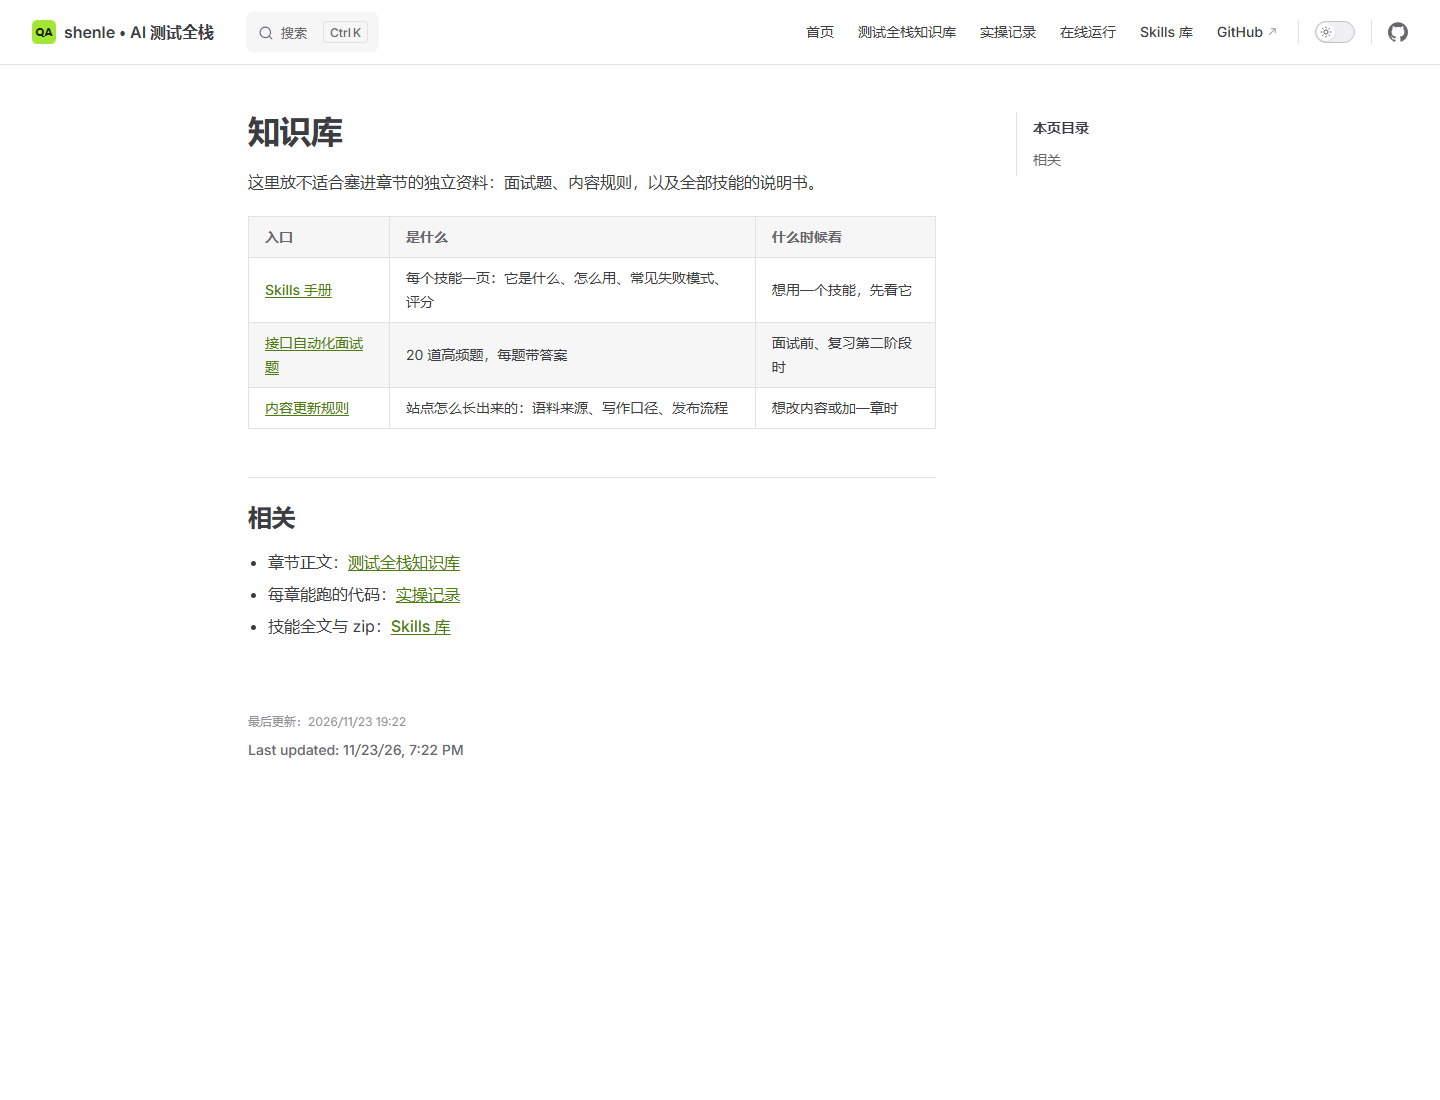 QA shenle • AI 测试全栈
搜索 Ctrl K
首页 测试全栈知识库 实操记录 在线运行 Skills 库 GitHub
知识库
这里放不适合塞进章节的独立资料：面试题、内容规则，以及全部技能的说明书。
入口 是什么 什么时候看
Skills 手册 每个技能一页：它是什么、怎么用、常见失败模式、
评分 想用一个技能，先看它
接口自动化面试
题 20 道高频题，每题带答案 面试前、复习第二阶段
时
内容更新规则 站点怎么长出来的：语料来源、写作口径、发布流程 想改内容或加一章时
相关
• 章节正文：测试全栈知识库
• 每章能跑的代码：实操记录
• 技能全文与 zip：Skills 库
最后更新：2026/11/23 19:22
Last updated: 11/23/26, 7:22 PM
本页目录
相关